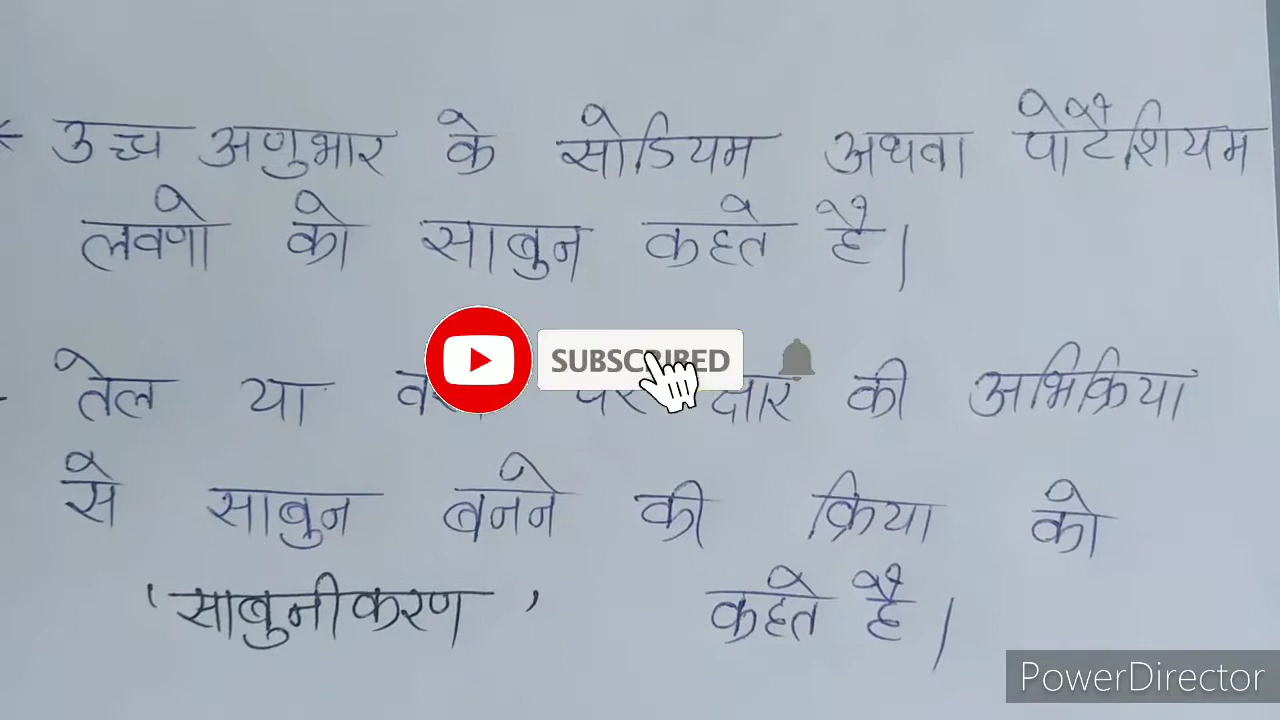 उच्च अणुभार के सोडियम अथवा पोटैशियम
लवणो को साबुन कहते है।
SUBSCRIBED
तेल या पर क्षार की अभिक्रिया
से साबुन बनने की क्रिया को
'साबुनीकरण' कहते है।
PowerDirector